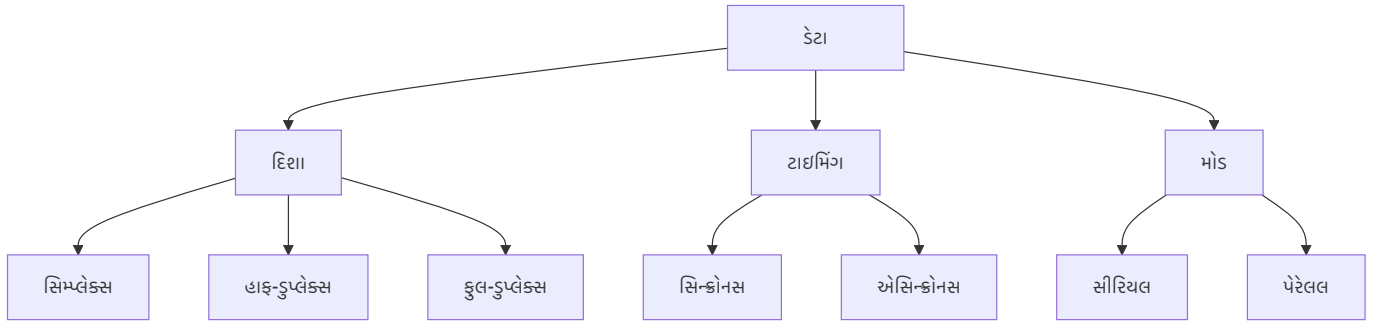 ડેટા
દિશા
ટાઇમિંગ
મોડ
સિમ્પ્લેક્સ
હાફ-ડુપ્લેક્સ
ફુલ-ડુપ્લેક્સ
સિન્ક્રોનસ
એસિન્ક્રોનસ
સીરિયલ
પેરેલલ